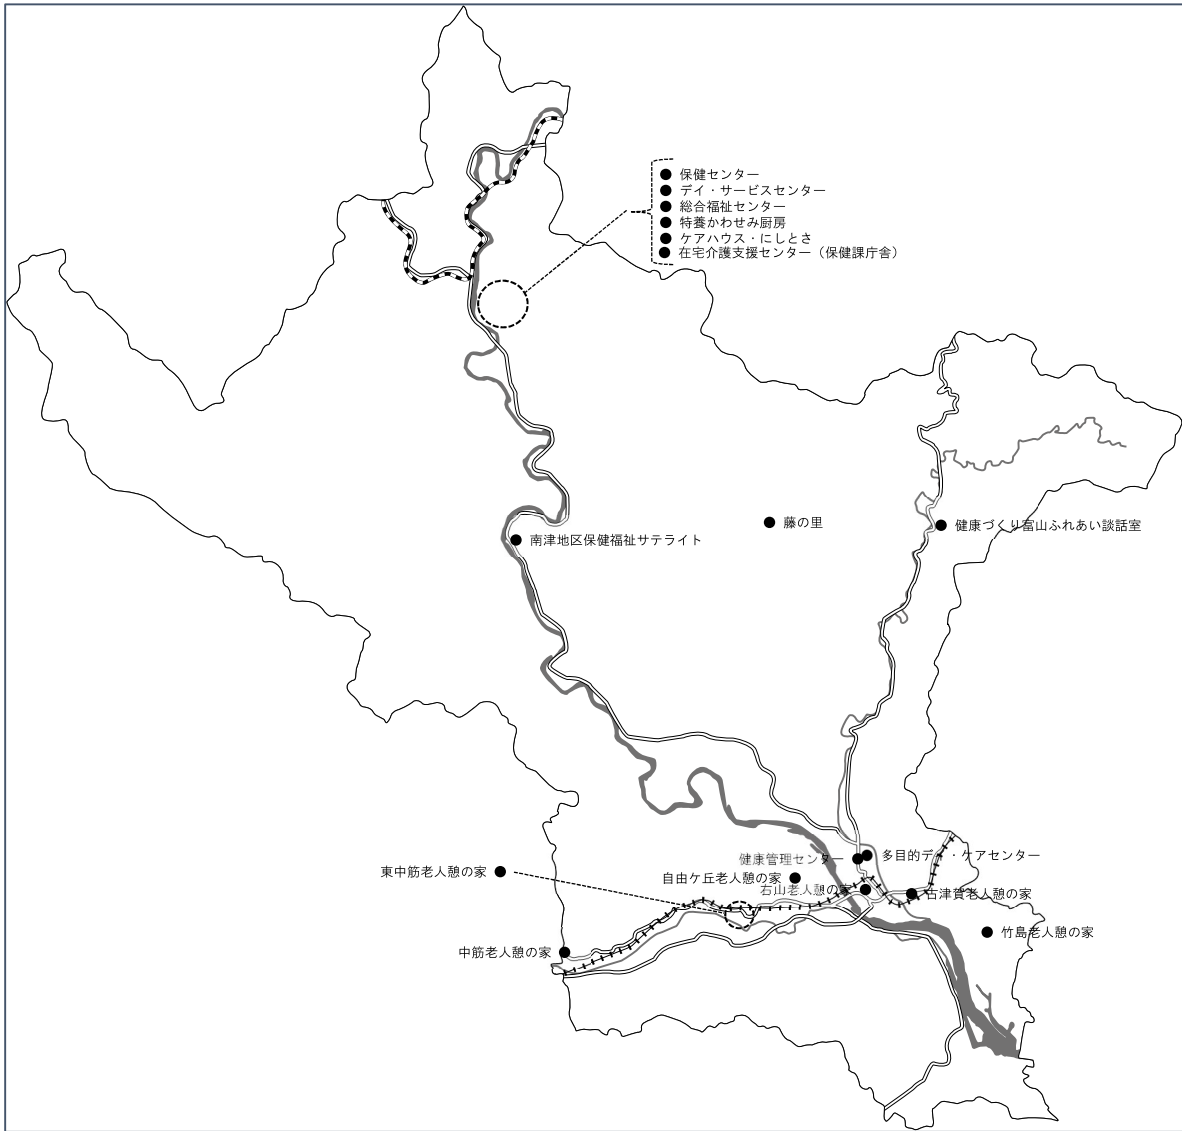 保健センター
デイ・サービスセンター
総合福祉センター
特養かわせみ厨房
ケアハウス・にしとさ
在宅介護支援センター（保健課庁舎）
藤の里
健康づくり富山ふれあい談話室
南津地区保健福祉サテライト
健康管理センター
多目的デイ・ケアセンター
東中筋老人憩の家
自由ケ丘老人憩の家
右山老人憩の家
古津賀老人憩の家
竹島老人憩の家
中筋老人憩の家